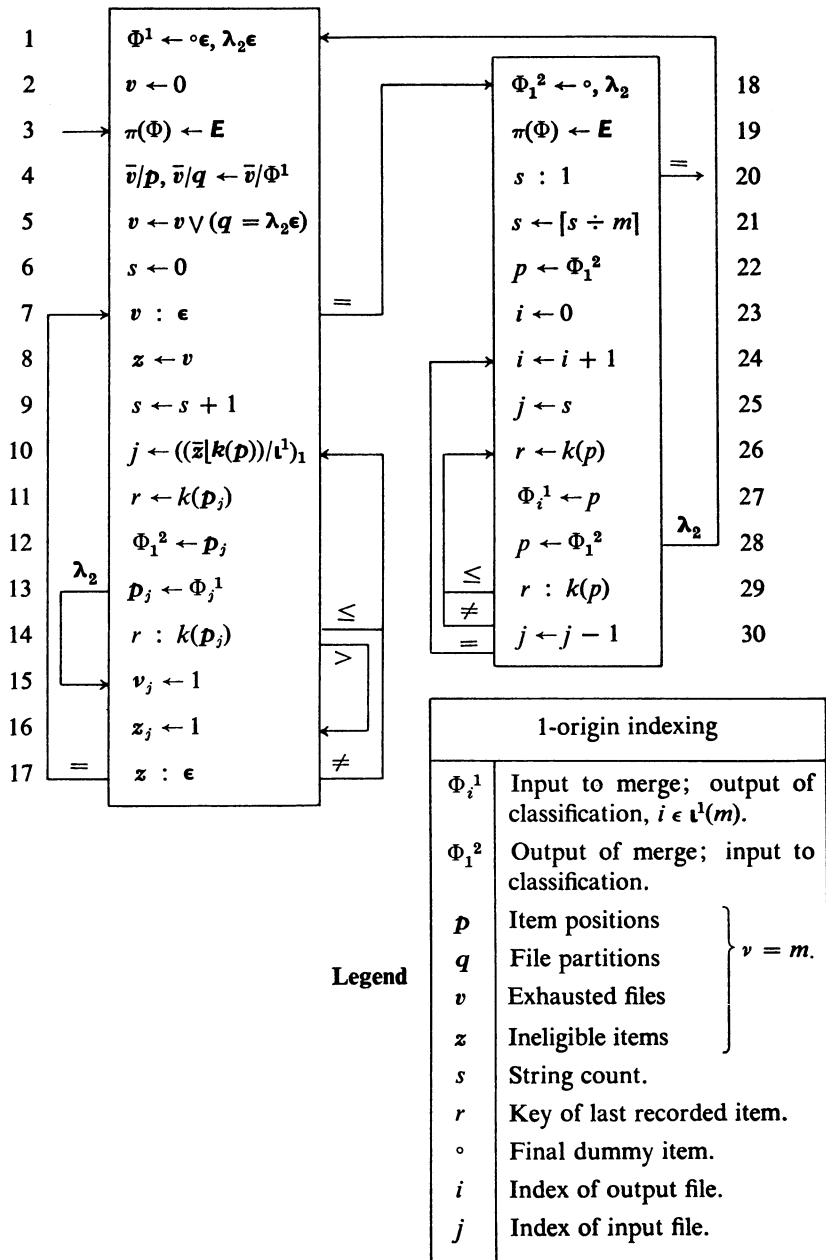 1 Φ¹ ← ∘ϵ, λ₂ϵ
2 v ← 0
3 π(Φ) ← E
4 v̄/p, v̄/q ← v̄/Φ¹
5 v ← v ∨ (q = λ₂ϵ)
6 s ← 0
7 v : ϵ =
8 z ← v
9 s ← s + 1
10 j ← ((z̄⌊k(p))/ι¹)₁
11 r ← k(pⱼ)
12 Φ₁² ← pⱼ
13 λ₂ pⱼ ← Φⱼ¹
14 r : k(pⱼ) ≤ >
15 vⱼ ← 1
16 zⱼ ← 1
17 = z : ϵ ≠
Φ₁² ← ∘, λ₂ 18
π(Φ) ← E 19
s : 1 = 20
s ← ⌈s ÷ m⌉ 21
p ← Φ₁² 22
i ← 0 23
i ← i + 1 24
j ← s 25
r ← k(p) 26
Φᵢ¹ ← p 27
p ← Φ₁² λ₂ 28
≤ r : k(p) 29
≠ = j ← j − 1 30
Legend
1-origin indexing
Φᵢ¹ Input to merge; output of
classification, i ϵ ι¹(m).
Φ₁² Output of merge; input to
classification.
p Item positions
q File partitions
v Exhausted files
z Ineligible items
} ν = m.
s String count.
r Key of last recorded item.
∘ Final dummy item.
i Index of output file.
j Index of input file.